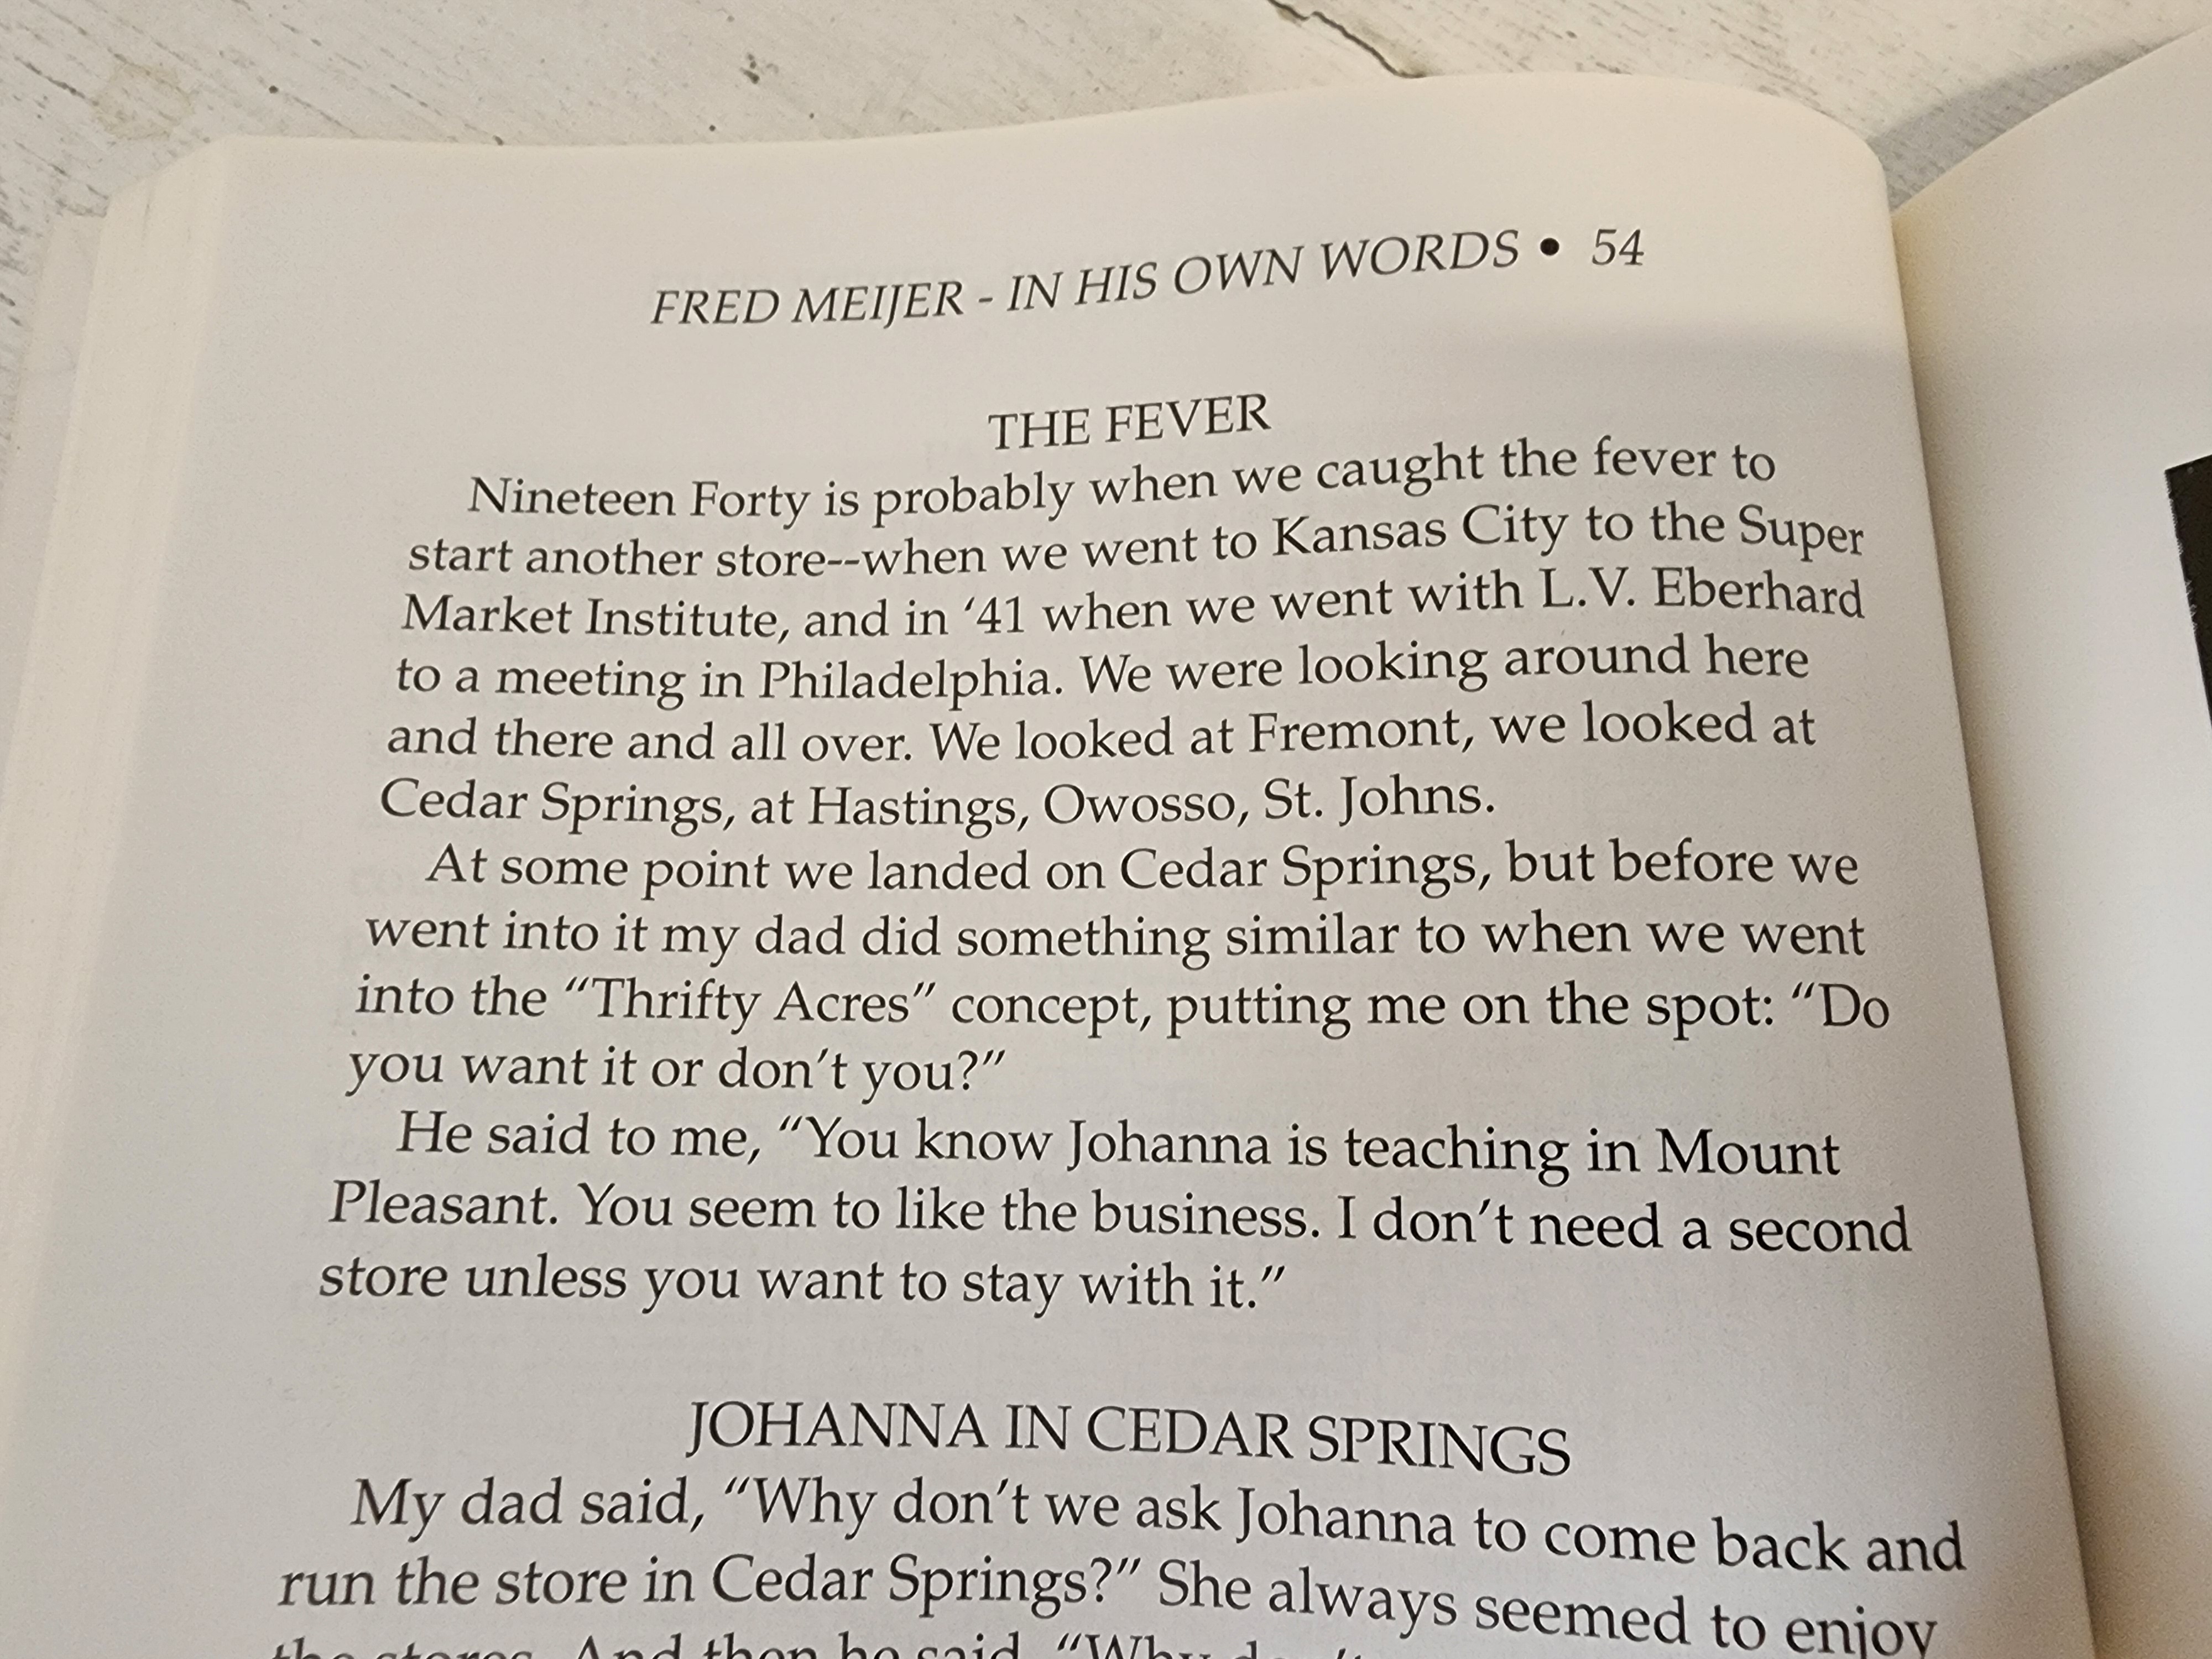 FRED MEIJER - IN HIS OWN WORDS • 54
THE FEVER
Nineteen Forty is probably when we caught the fever to
start another store--when we went to Kansas City to the Super
Market Institute, and in ‘41 when we went with L.V. Eberhard
to a meeting in Philadelphia. We were looking around here
and there and all over. We looked at Fremont, we looked at
Cedar Springs, at Hastings, Owosso, St. Johns.
At some point we landed on Cedar Springs, but before we
went into it my dad did something similar to when we went
into the “Thrifty Acres” concept, putting me on the spot: “Do
you want it or don’t you?”
He said to me, “You know Johanna is teaching in Mount
Pleasant. You seem to like the business. I don’t need a second
store unless you want to stay with it.”
JOHANNA IN CEDAR SPRINGS
My dad said, “Why don’t we ask Johanna to come back and
run the store in Cedar Springs?” She always seemed to enjoy
the stores. And then he said, “Why don’t